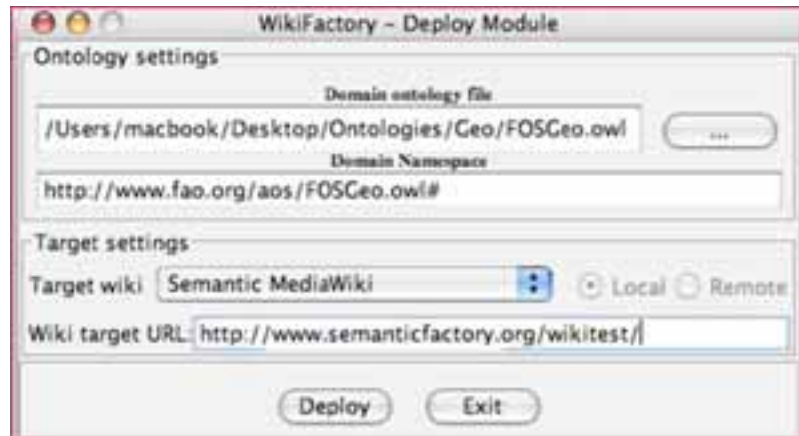 WikiFactory - Deploy Module
Ontology settings
Domain ontology file
/Users/macbook/Desktop/Ontologies/Geo/FOSGeo.owl
...
Domain Namespace
http://www.fao.org/aos/FOSGeo.owl#
Target settings
Target wiki Semantic MediaWiki Local Remote
Wiki target URL: http://www.semanticfactory.org/wikitest/
Deploy Exit